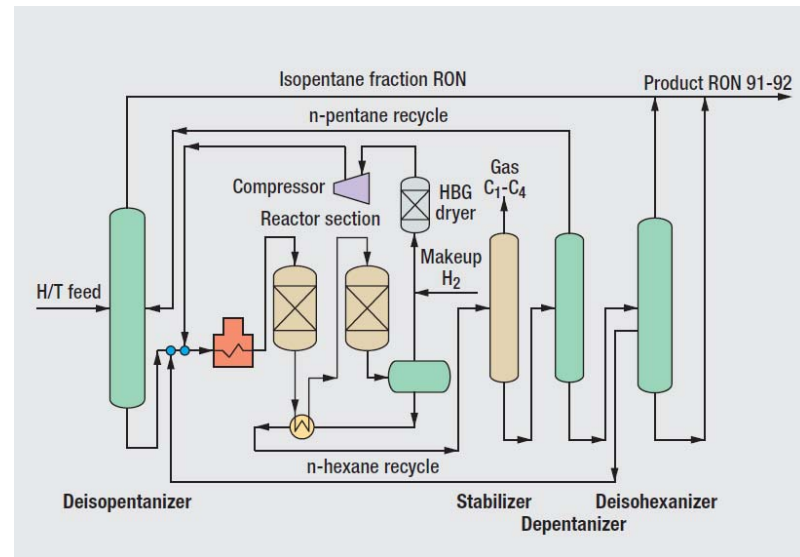 Isopentane fraction RON
Product RON 91-92
n-pentane recycle
Gas
C₁-C₄
Compressor
HBG
dryer
Reactor section
Makeup
H₂
H/T feed
n-hexane recycle
Deisopentanizer
Stabilizer
Depentanizer
Deisohexanizer